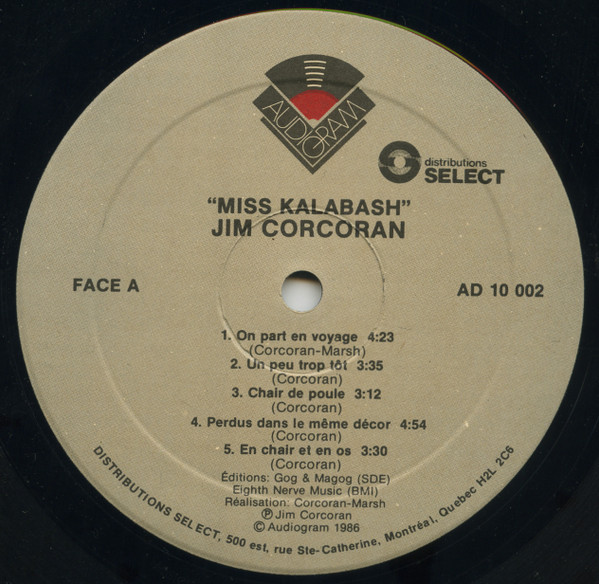 AUDIOGRAM
distributions
SELECT
"MISS KALABASH"
JIM CORCORAN
FACE A
AD 10 002
1. On part en voyage 4:23
(Corcoran-Marsh)
2. Un peu trop tôt 3:35
(Corcoran)
3. Chair de poule 3:12
(Corcoran)
4. Perdus dans le même décor 4:54
(Corcoran)
5. En chair et en os 3:30
(Corcoran)
Éditions: Gog & Magog (SDE)
Eighth Nerve Music (BMI)
Réalisation: Corcoran-Marsh
Ⓟ Jim Corcoran
© Audiogram 1986
DISTRIBUTIONS SELECT, 500 est, rue Ste-Catherine, Montréal, Quebec H2L 2C6